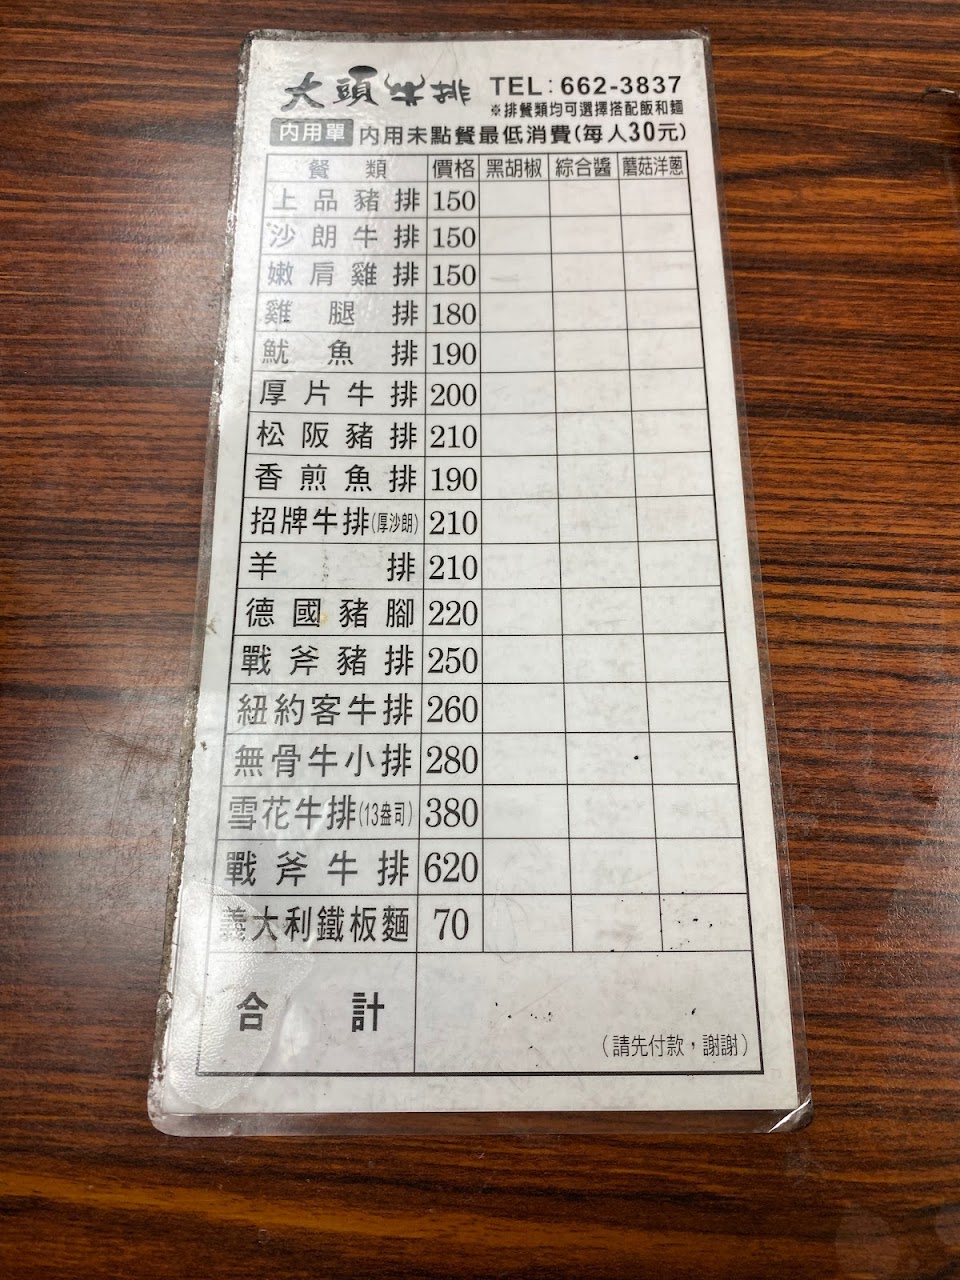 大頭牛排 TEL:662-3837
※排餐類均可選擇搭配飯和麵
內用單 內用未點餐最低消費(每人30元)
餐類 價格 黑胡椒 綜合醬 蘑菇洋蔥
上品豬排 150
沙朗牛排 150
嫩肩雞排 150
雞腿排 180
魷魚排 190
厚片牛排 200
松阪豬排 210
香煎魚排 190
招牌牛排(厚沙朗) 210
羊排 210
德國豬腳 220
戰斧豬排 250
紐約客牛排 260
無骨牛小排 280
雪花牛排(13盎司) 380
戰斧牛排 620
義大利鐵板麵 70
合計
(請先付款,謝謝)